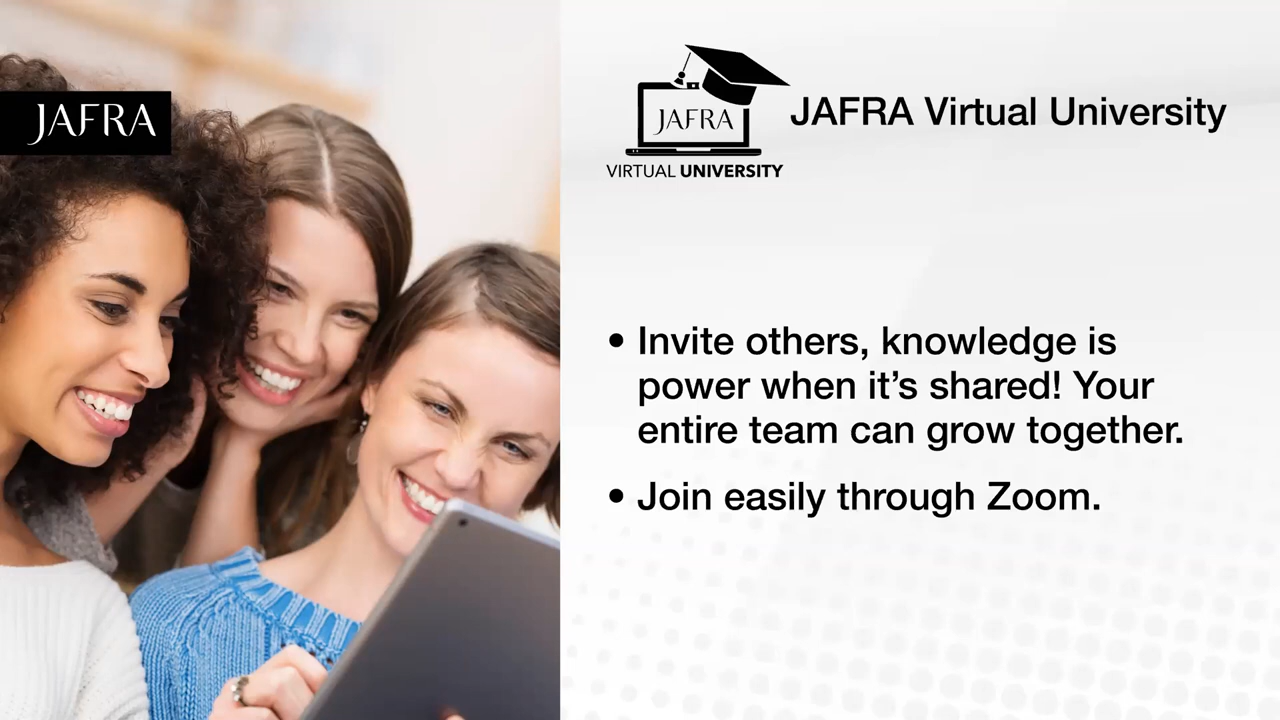 JAFRA
JAFRA
VIRTUAL UNIVERSITY
JAFRA Virtual University
• Invite others, knowledge is
power when it’s shared! Your
entire team can grow together.
• Join easily through Zoom.